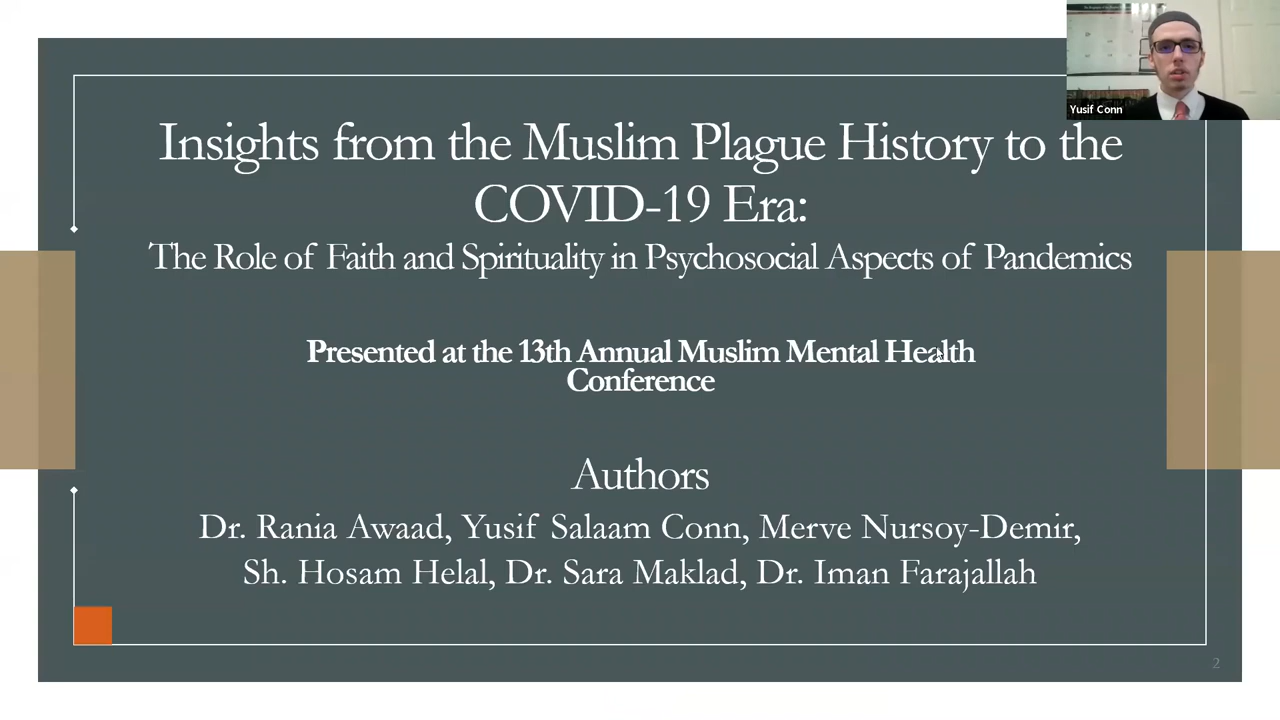 Yusif Conn
Insights from the Muslim Plague History to the
COVID-19 Era:
The Role of Faith and Spirituality in Psychosocial Aspects of Pandemics
Presented at the 13th Annual Muslim Mental Health
Conference
Authors
Dr. Rania Awaad, Yusif Salaam Conn, Merve Nursoy-Demir,
Sh. Hosam Helal, Dr. Sara Maklad, Dr. Iman Farajallah
2